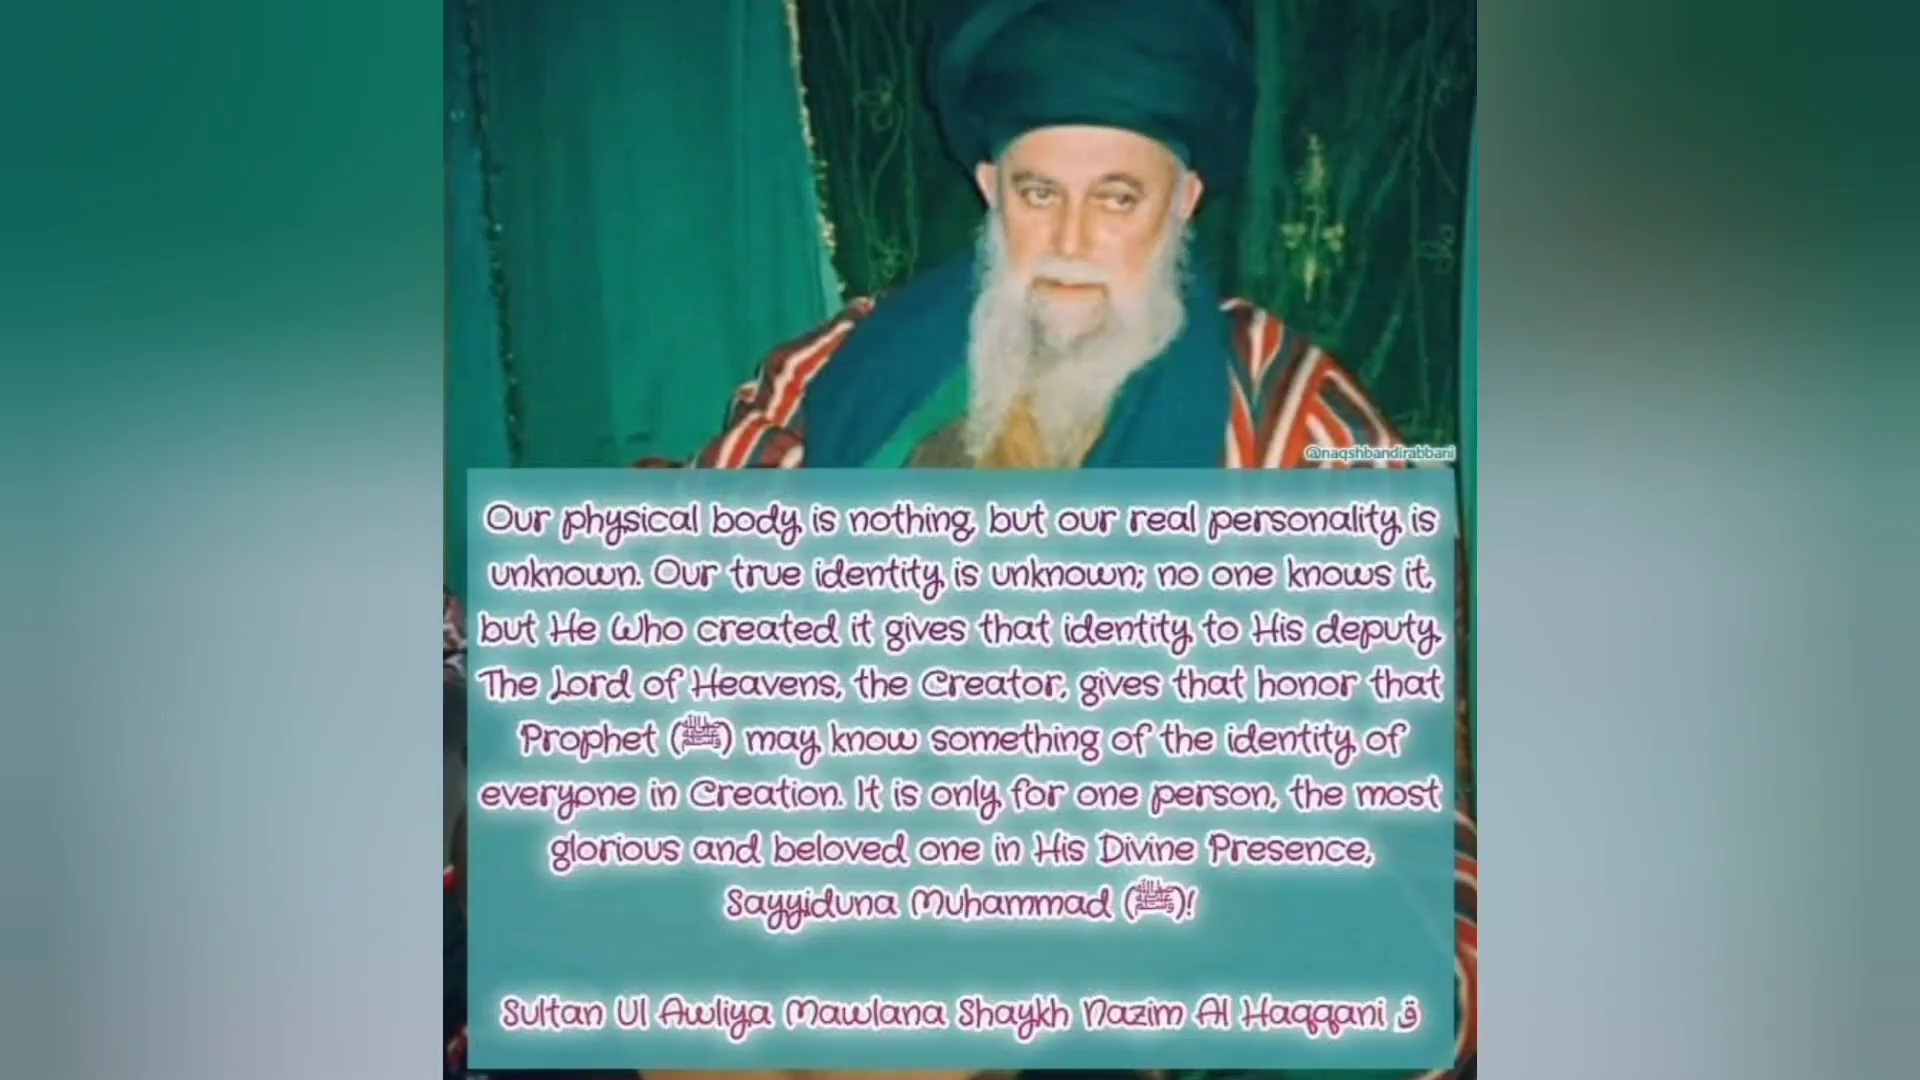 @naqshbandirabbani
Our physical body is nothing, but our real personality is
unknown. Our true identity is unknown; no one knows it,
but He Who created it gives that identity to His deputy.
The Lord of Heavens, the Creator, gives that honor that
Prophet (ﷺ) may know something of the identity of
everyone in Creation. It is only for one person, the most
glorious and beloved one in His Divine Presence,
Sayyiduna Muhammad (ﷺ)!
Sultan Ul Awliya Mawlana Shaykh Nazim Al Haqqani ق